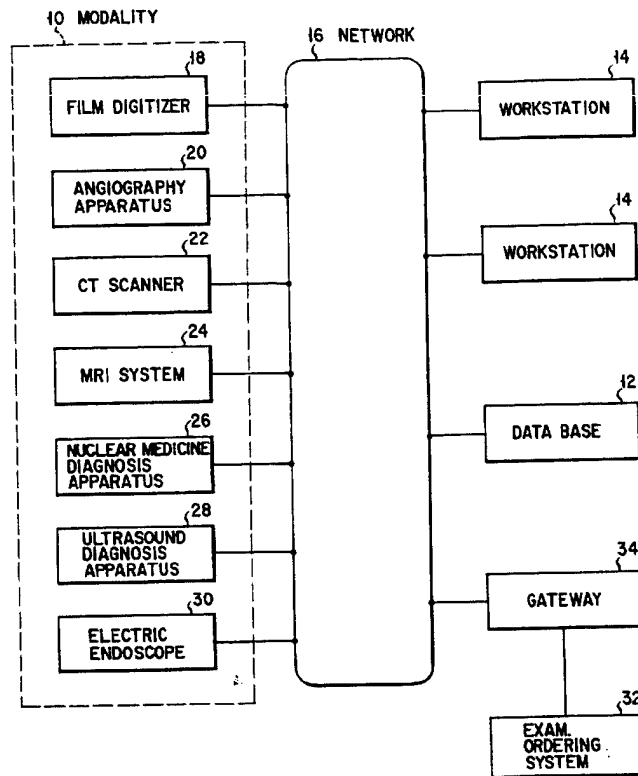 10 MODALITY
16 NETWORK
18
FILM DIGITIZER
20
ANGIOGRAPHY
APPARATUS
22
CT SCANNER
24
MRI SYSTEM
26
NUCLEAR MEDICINE
DIAGNOSIS
APPARATUS
28
ULTRASOUND
DIAGNOSIS
APPARATUS
30
ELECTRIC
ENDOSCOPE
14
WORKSTATION
14
WORKSTATION
12
DATA BASE
34
GATEWAY
32
EXAM.
ORDERING
SYSTEM